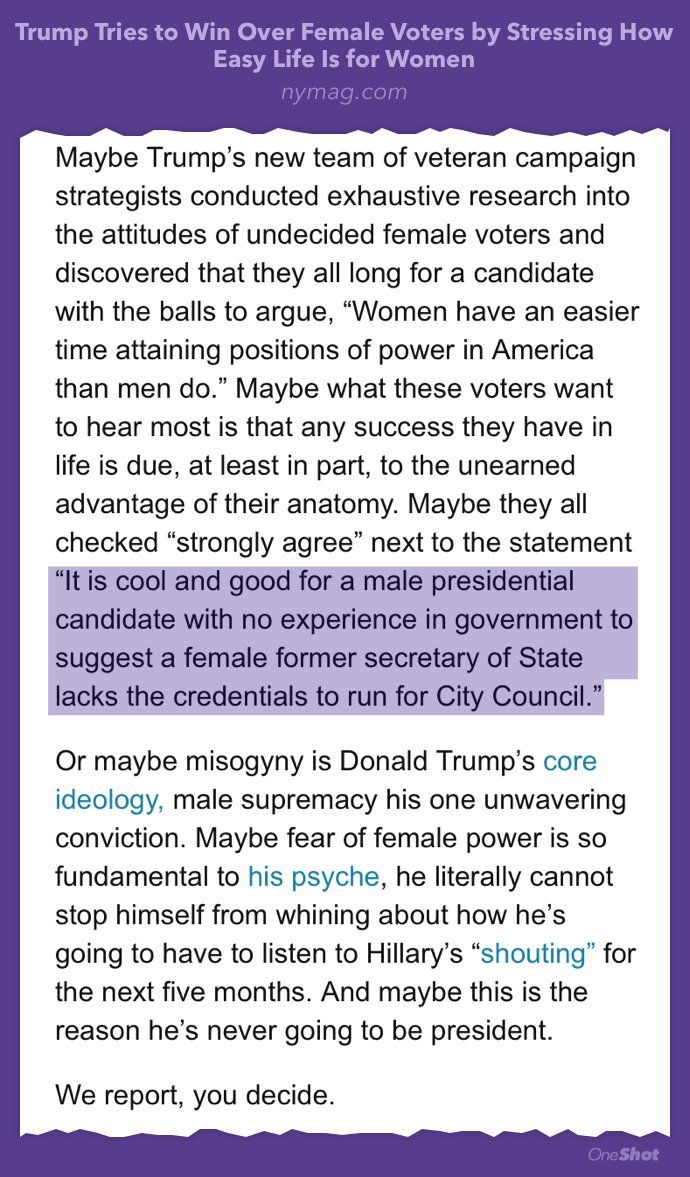 Trump Tries to Win Over Female Voters by Stressing How
Easy Life Is for Women
nymag.com
Maybe Trump’s new team of veteran campaign
strategists conducted exhaustive research into
the attitudes of undecided female voters and
discovered that they all long for a candidate
with the balls to argue, “Women have an easier
time attaining positions of power in America
than men do.” Maybe what these voters want
to hear most is that any success they have in
life is due, at least in part, to the unearned
advantage of their anatomy. Maybe they all
checked “strongly agree” next to the statement
“It is cool and good for a male presidential
candidate with no experience in government to
suggest a female former secretary of State
lacks the credentials to run for City Council.”
Or maybe misogyny is Donald Trump’s core
ideology, male supremacy his one unwavering
conviction. Maybe fear of female power is so
fundamental to his psyche, he literally cannot
stop himself from whining about how he’s
going to have to listen to Hillary’s “shouting” for
the next five months. And maybe this is the
reason he’s never going to be president.
We report, you decide.
OneShot